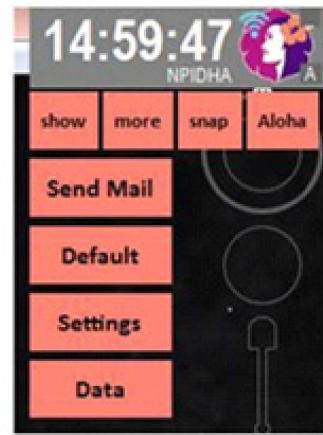 14:59:47
NPIDHA A
show more snap Aloha
Send Mail
Default
Settings
Data